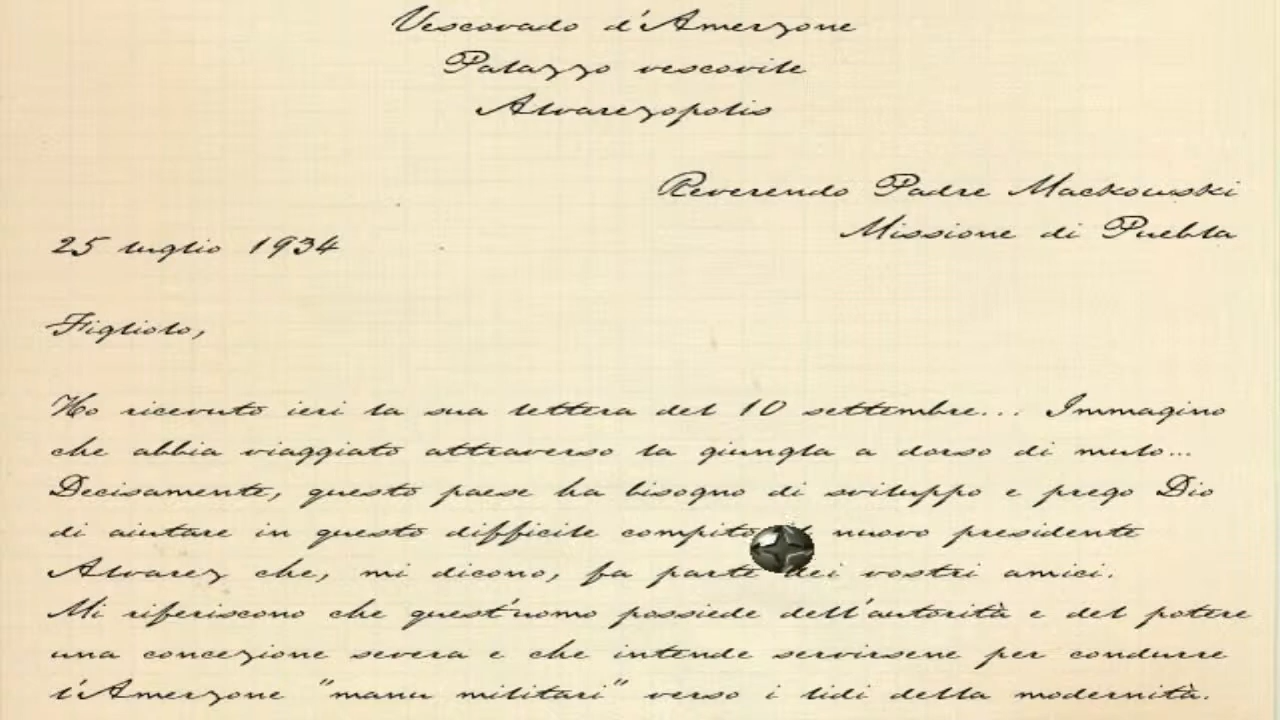 Vescovado d'Amerzone
Palazzo vescovile
Alvarezopolis
Reverendo Padre Mackowski
Missione di Puebla
25 luglio 1934
Figliolo,
Ho ricevuto ieri la sua lettera del 10 settembre... Immagino
che abbia viaggiato attraverso la giungla a dorso di mulo...
Decisamente, questo paese ha bisogno di sviluppo e prego Dio
di aiutare in questo difficile compito nuovo presidente
Alvarez che, mi dicono, fa parte dei vostri amici.
Mi riferiscono che quest'uomo possiede dell'autorità e del potere
una concezione severa e che intende servirsene per condurre
l'Amerzone "manu militari" verso i lidi della modernità.